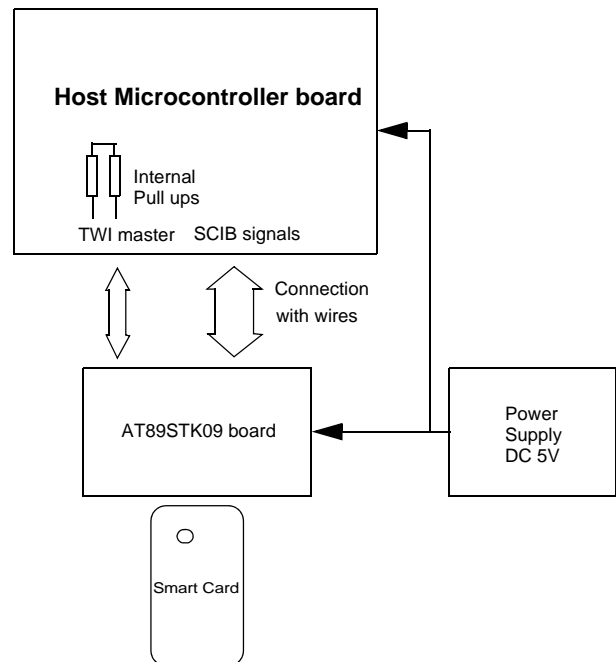 Host Microcontroller board
Internal
Pull ups
TWI master
SCIB signals
Connection
with wires
AT89STK09 board
Power
Supply
DC 5V
Smart Card